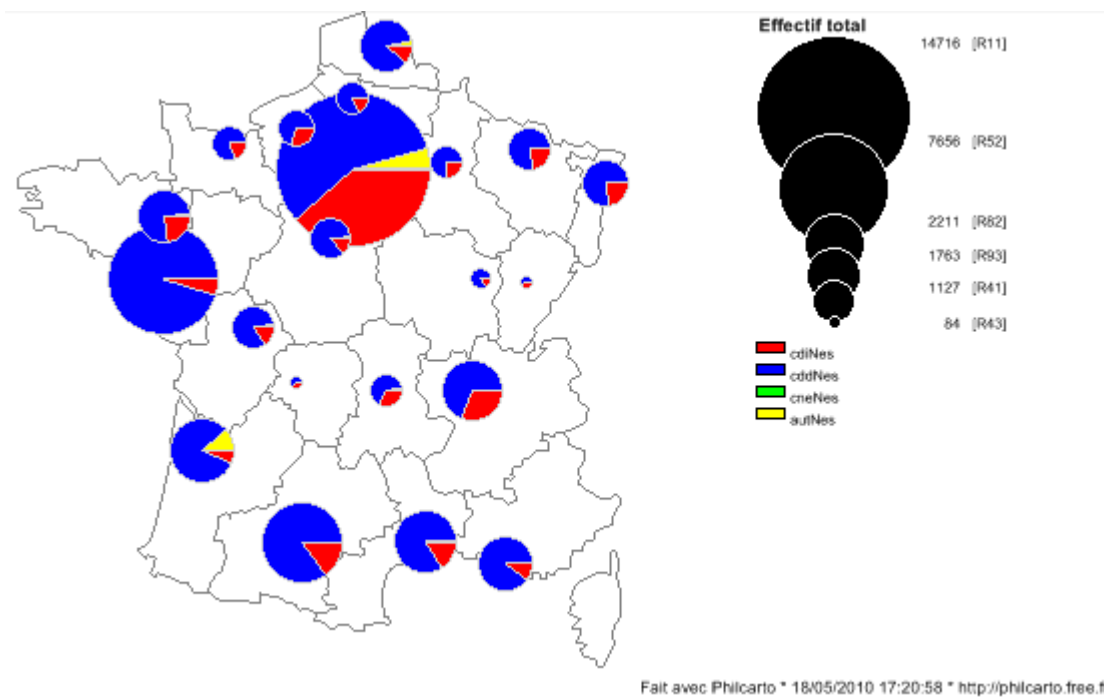 Effectif total
14716 [R11]
7656 [R52]
2211 [R82]
1763 [R93]
1127 [R41]
84 [R43]
cdiNes
cddNes
cneNes
autNes
Fait avec Philcarto * 18/05/2010 17:20:58 * http://philcarto.free.f